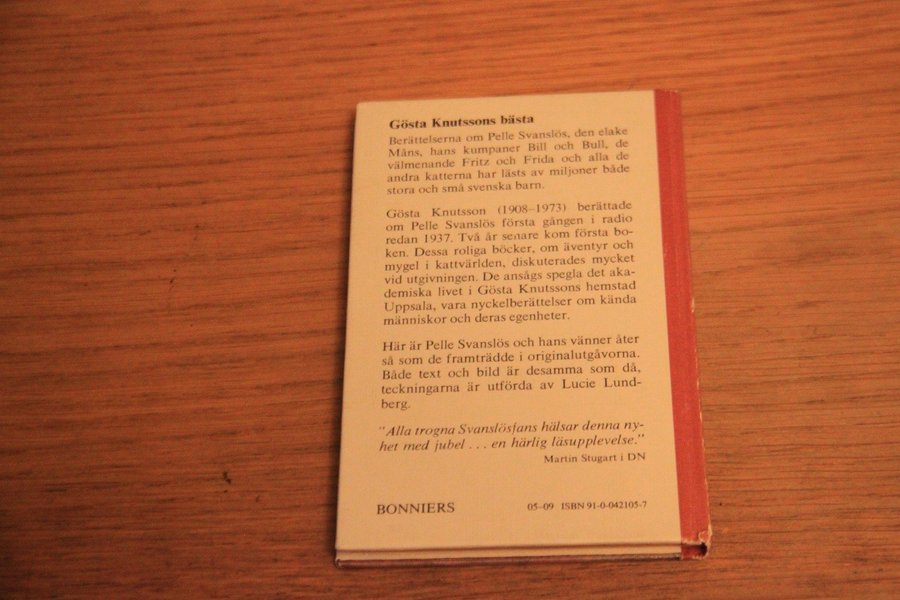 Gösta Knutssons bästa
Berättelserna om Pelle Svanslös, den elake
Måns, hans kumpaner Bill och Bull, de
välmenande Fritz och Frida och alla de
andra katterna har lästs av miljoner både
stora och små svenska barn.
Gösta Knutsson (1908–1973) berättade
om Pelle Svanslös första gången i radio
redan 1937. Två år senare kom första bo-
ken. Dessa roliga böcker, om äventyr och
mygel i kattvärlden, diskuterades mycket
vid utgivningen. De ansågs spegla det aka-
demiska livet i Gösta Knutssons hemstad
Uppsala, vara nyckelberättelser om kända
människor och deras egenheter.
Här är Pelle Svanslös och hans vänner åter
så som de framträdde i originalutgåvorna.
Både text och bild är desamma som då,
teckningarna är utförda av Lucie Lund-
berg.
"Alla trogna Svanslösfans hälsar denna ny-
het med jubel . . . en härlig läsupplevelse."
Martin Stugart i DN
BONNIERS 05–09 ISBN 91-0-042105-7